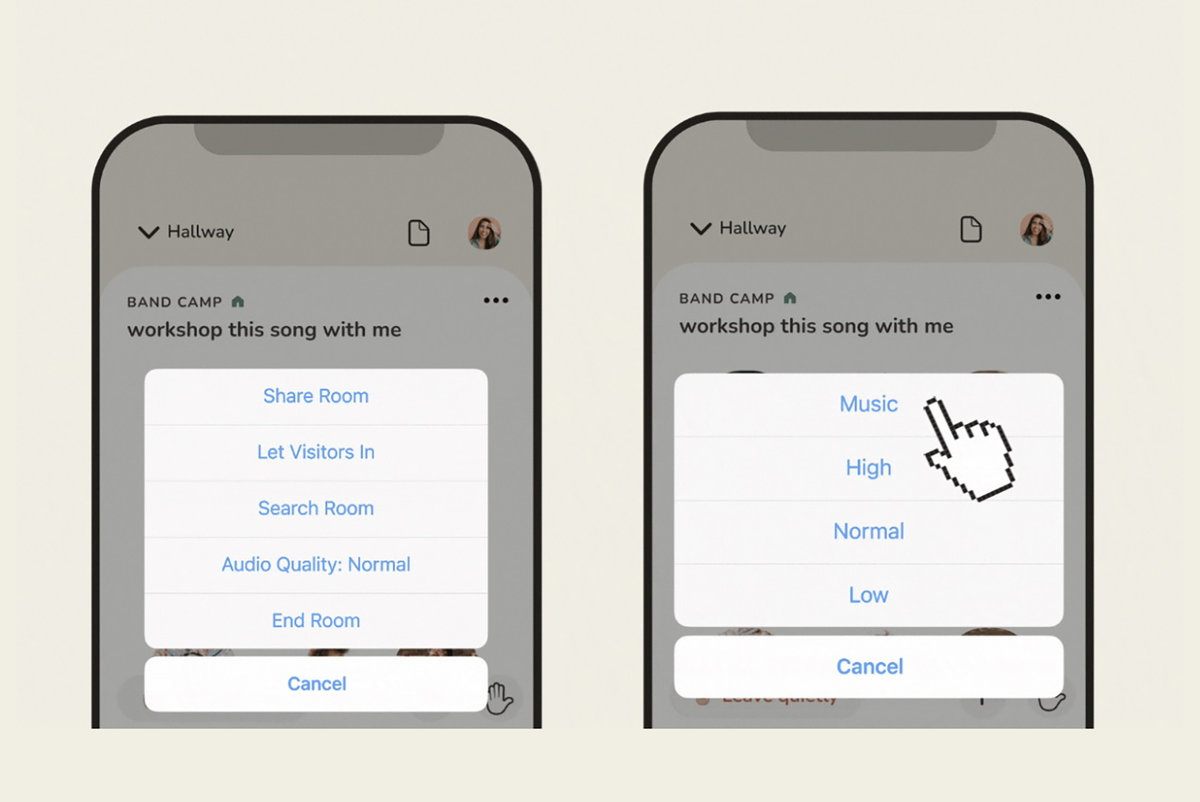 Hallway
BAND CAMP
workshop this song with me
Share Room
Let Visitors In
Search Room
Audio Quality: Normal
End Room
Cancel
Hallway
BAND CAMP
workshop this song with me
Music
High
Normal
Low
Cancel
Leave quietly